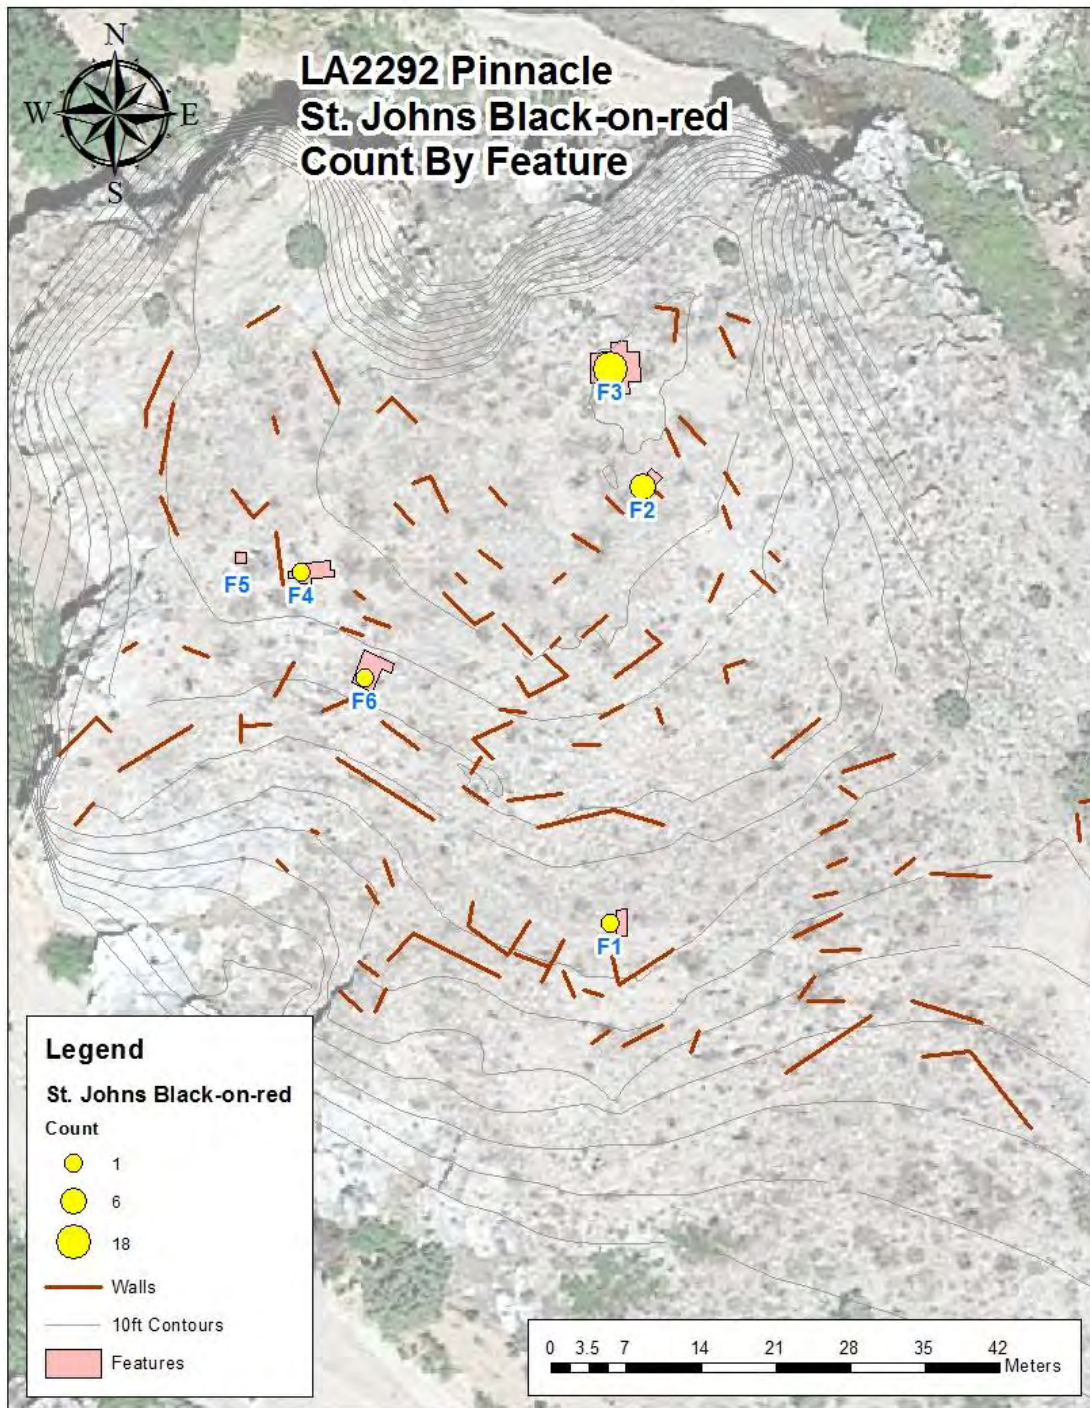 N
W E
S
LA2292 Pinnacle
St. Johns Black-on-red
Count By Feature
F3
F2
F5
F4
F6
F1
Legend
St. Johns Black-on-red
Count
1
6
18
Walls
10ft Contours
Features
0 3.5 7 14 21 28 35 42
Meters